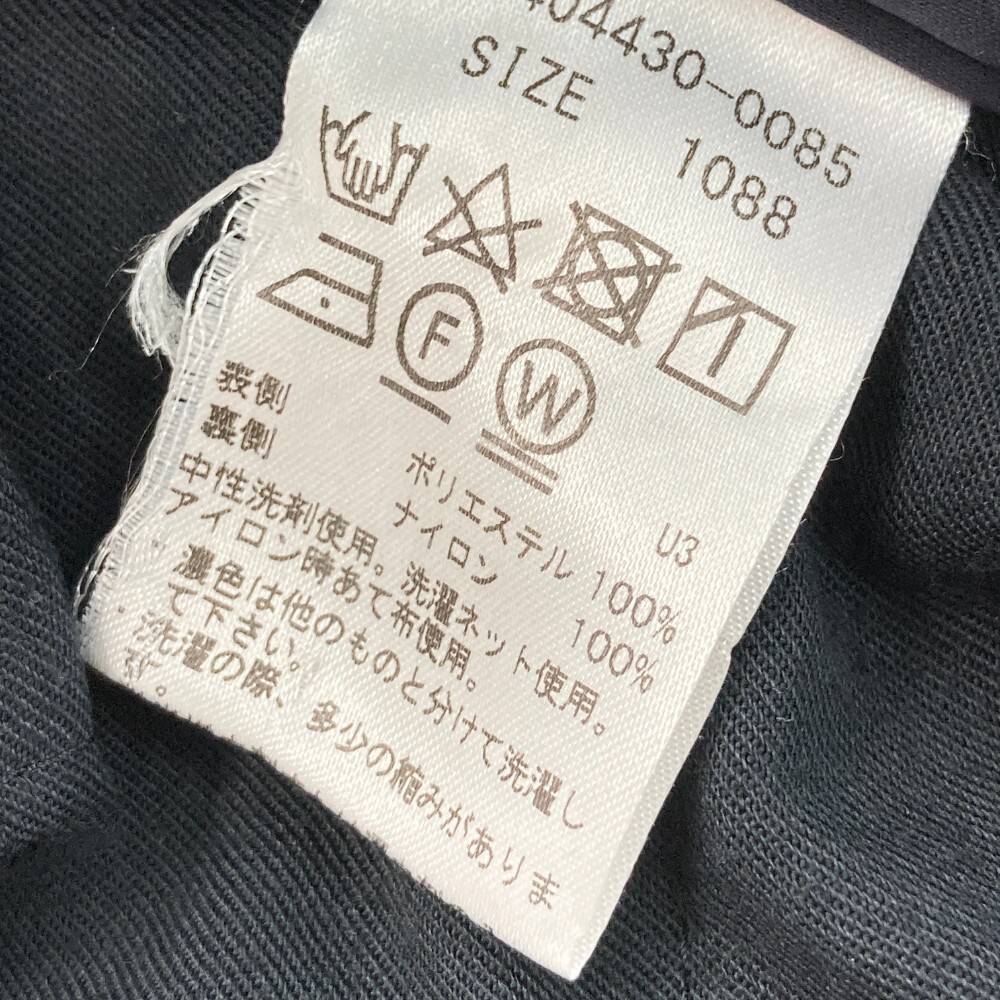 404430-0085
SIZE 1088
F W
表側 U3
裏側 ポリエステル 100%
ナイロン 100%
中性洗剤使用。洗濯ネット使用。
アイロン時あて布使用。
濃色は他のものと分けて洗濯し
て下さい。
洗濯の際、多少の縮みがありま
す。